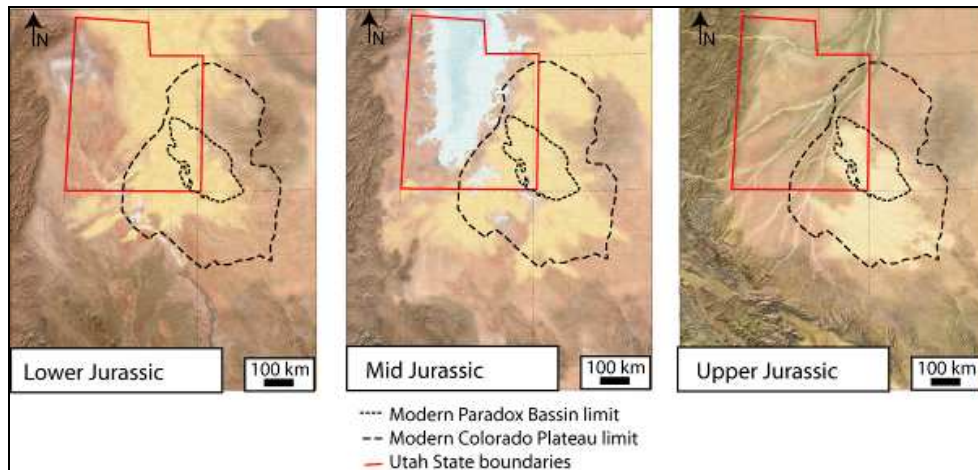 N
N
N
Lower Jurassic
100 km
Mid Jurassic
100 km
Upper Jurassic
100 km
Modern Paradox Bassin limit
Modern Colorado Plateau limit
Utah State boundaries